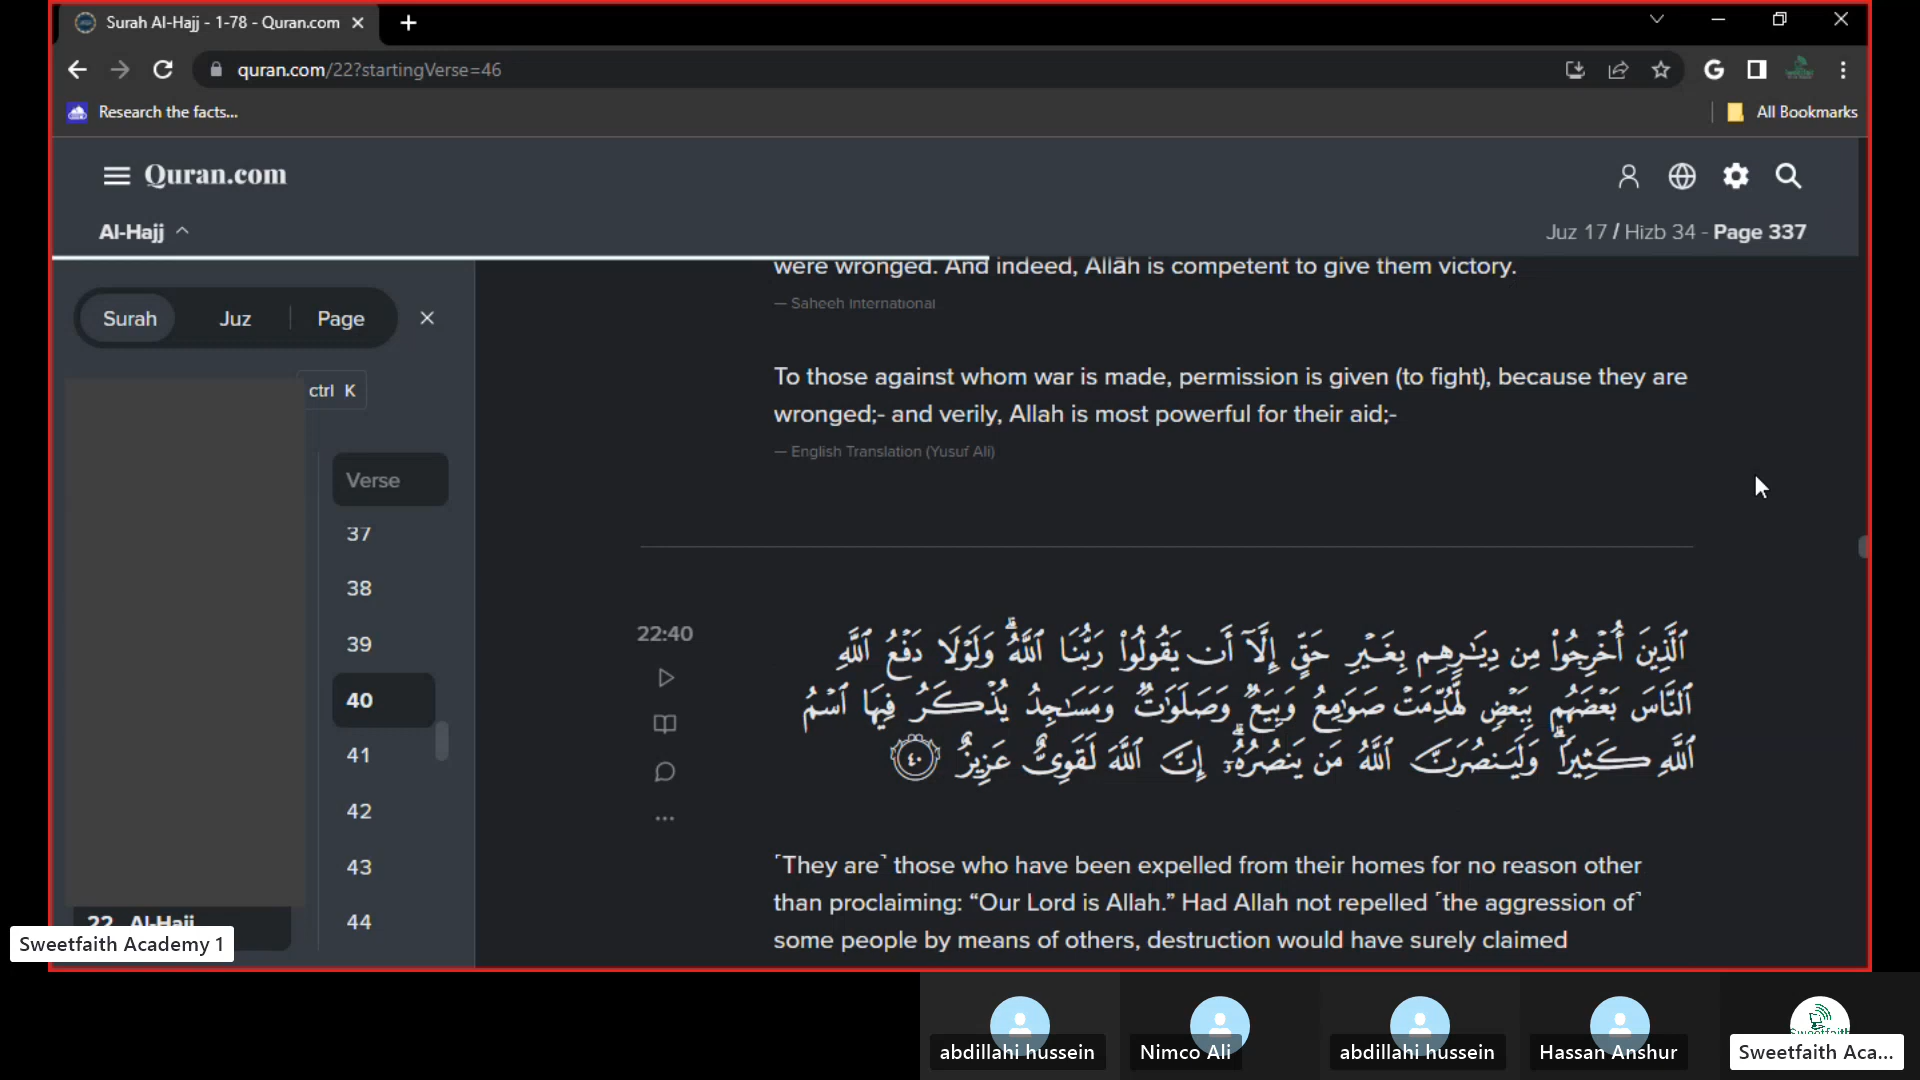 Surah Al-Hajj - 1-78 - Quran.com
quran.com/22?startingVerse=46
Research the facts...
All Bookmarks
Quran.com
Al-Hajj
Juz 17 / Hizb 34 - Page 337
Surah Juz Page
ctrl K
Verse
37
38
39
40
41
42
43
44
22 Al-Hajj
were wronged. And indeed, Allāh is competent to give them victory.
— Saheeh International
To those against whom war is made, permission is given (to fight), because they are
wronged;- and verily, Allah is most powerful for their aid;-
— English Translation (Yusuf Ali)
22:40
ٱلَّذِينَ أُخْرِجُوا۟ مِن دِيَـٰرِهِم بِغَيْرِ حَقٍّ إِلَّآ أَن يَقُولُوا۟ رَبُّنَا ٱللَّهُ ۗ وَلَوْلَا دَفْعُ ٱللَّهِ
ٱلنَّاسَ بَعْضَهُم بِبَعْضٍ لَّهُدِّمَتْ صَوَٰمِعُ وَبِيَعٌ وَصَلَوَٰتٌ وَمَسَـٰجِدُ يُذْكَرُ فِيهَا ٱسْمُ
ٱللَّهِ كَثِيرًا ۗ وَلَيَنصُرَنَّ ٱللَّهُ مَن يَنصُرُهُۥٓ ۗ إِنَّ ٱللَّهَ لَقَوِىٌّ عَزِيزٌ ٤٠
˹They are˺ those who have been expelled from their homes for no reason other
than proclaiming: “Our Lord is Allah.” Had Allah not repelled ˹the aggression of˺
some people by means of others, destruction would have surely claimed
Sweetfaith Academy 1
abdillahi hussein
Nimco Ali
abdillahi hussein
Hassan Anshur
Sweetfaith Aca...